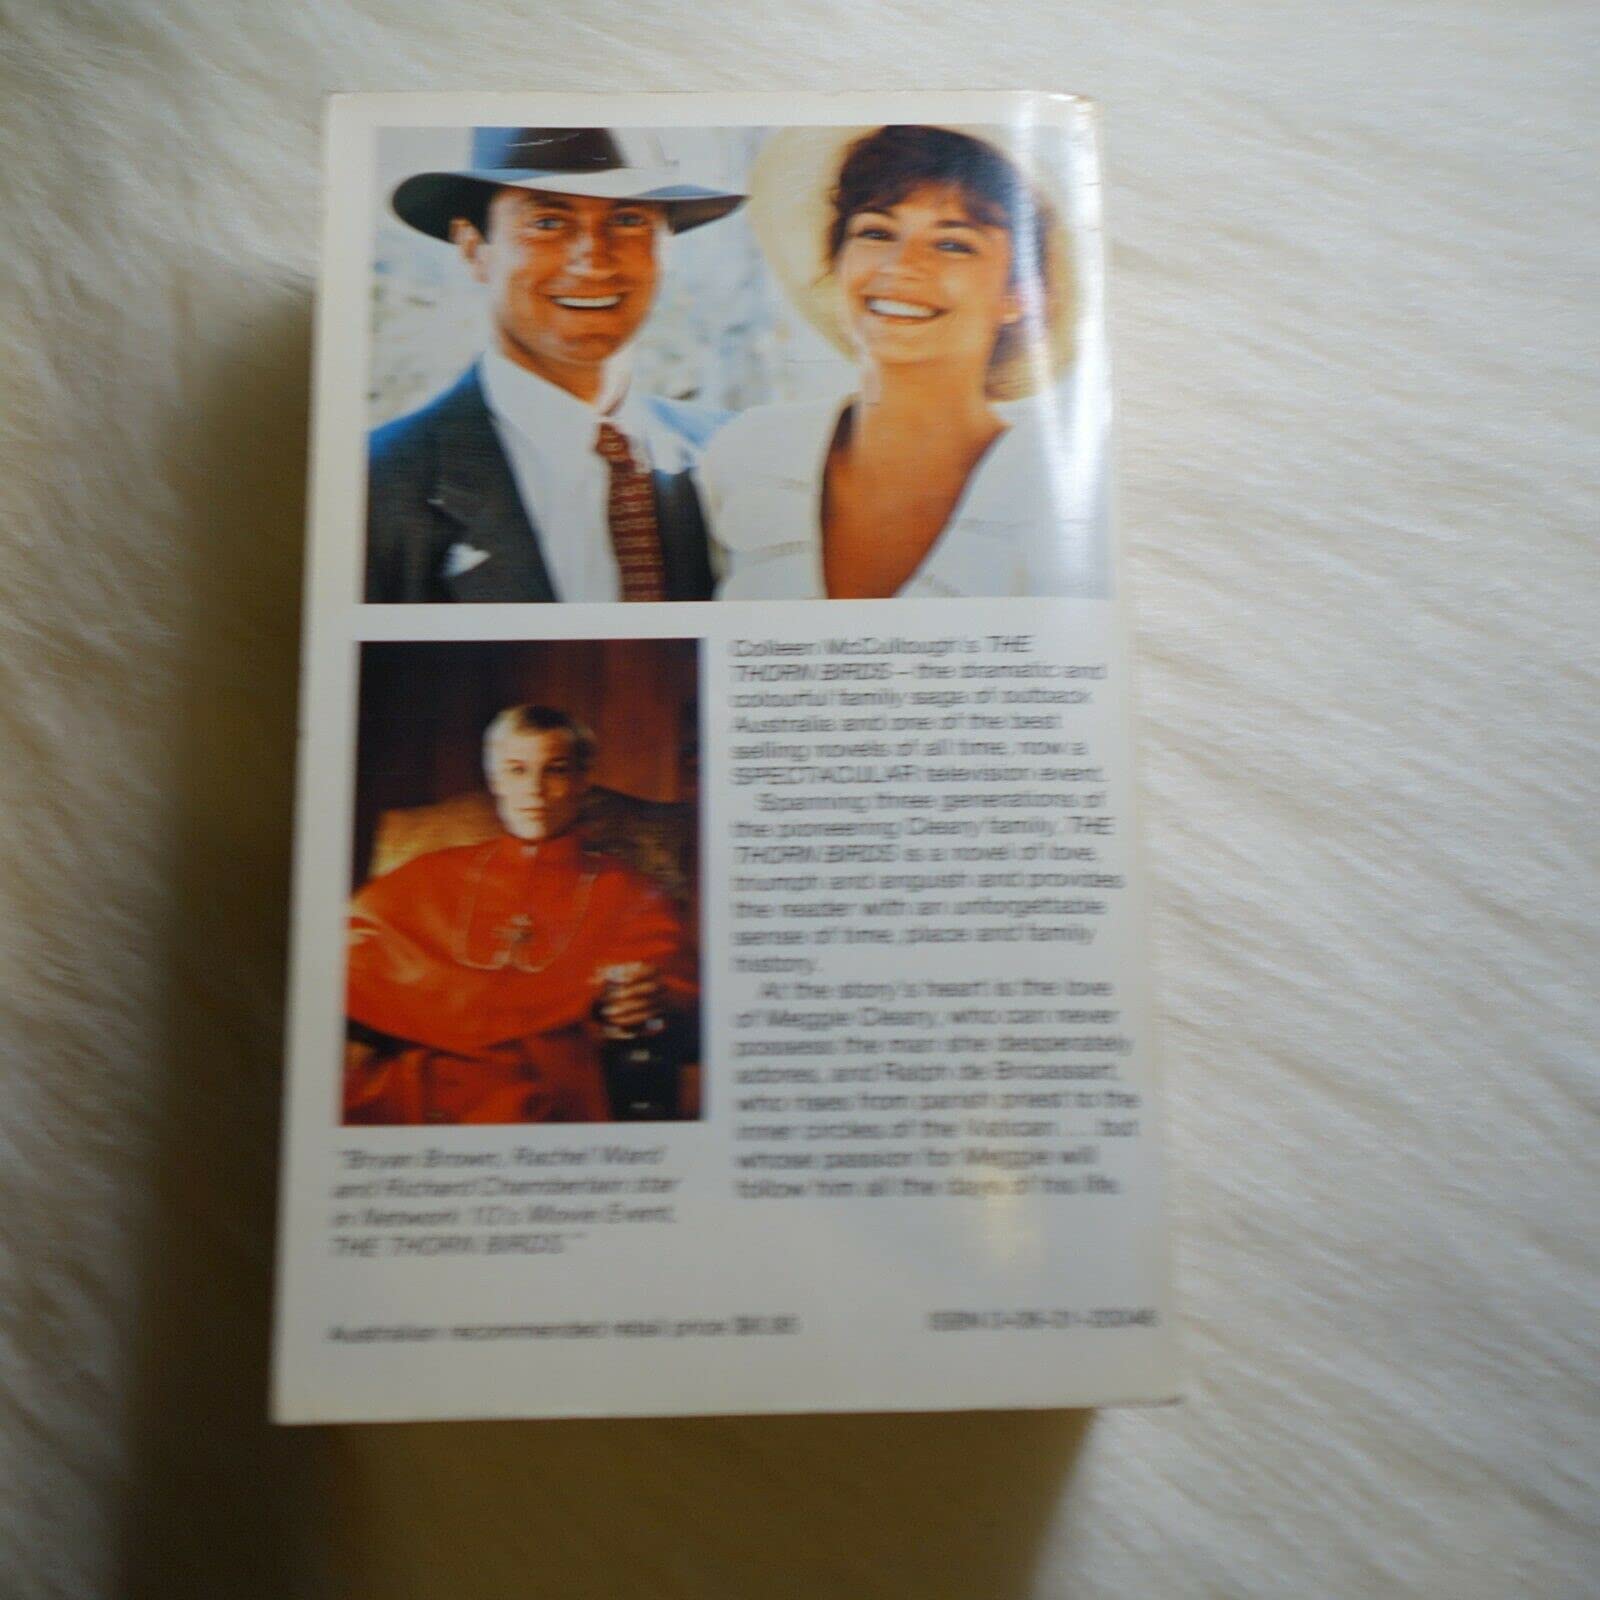 Colleen McCullough's THE
THORN BIRDS – the dramatic and
colourful family saga of outback
Australia and one of the best
selling novels of all time, now a
SPECTACULAR television event.
Spanning three generations of
the pioneering Cleary family, THE
THORN BIRDS is a novel of love,
triumph and anguish and provides
the reader with an unforgettable
sense of time, place and family
history.
At the story's heart is the love
of Meggie Cleary, who can never
possess the man she desperately
adores, and Ralph de Bricassart,
who rises from parish priest to the
inner circles of the Vatican . . . but
whose passion for Meggie will
follow him all the days of his life.
"Bryan Brown, Rachel Ward
and Richard Chamberlain star
in Network '10's Movie Event,
THE THORN BIRDS."
Australian recommended retail price
ISBN